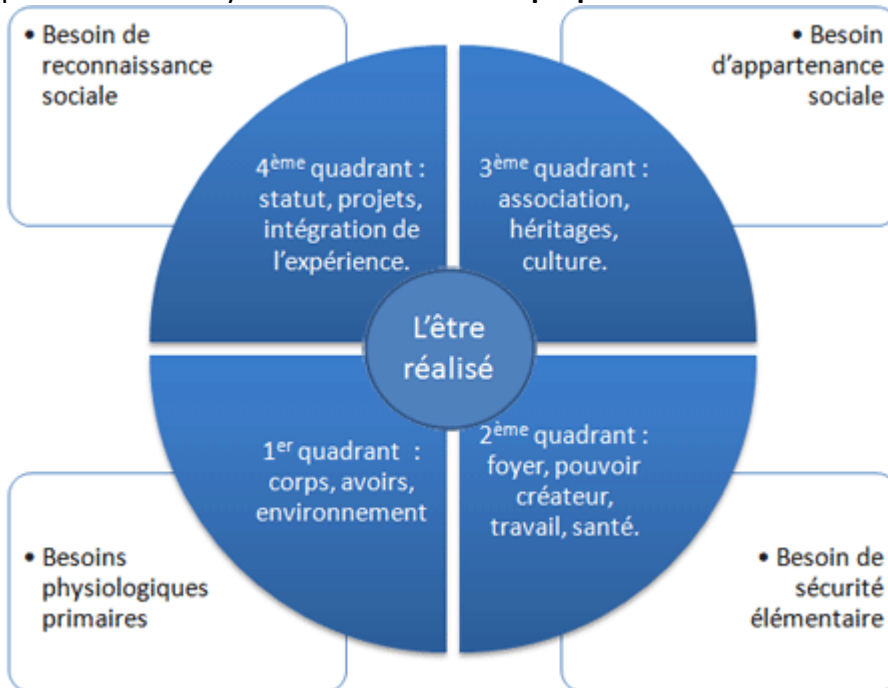 • Besoin de
reconnaissance
sociale
• Besoin
d'appartenance
sociale
4ème quadrant :
statut, projets,
intégration de
l'expérience.
3ème quadrant :
association,
héritages,
culture.
L'être
réalisé
1er quadrant :
corps, avoirs,
environnement
2ème quadrant :
foyer, pouvoir
créateur,
travail, santé.
• Besoins
physiologiques
primaires
• Besoin de
sécurité
élémentaire